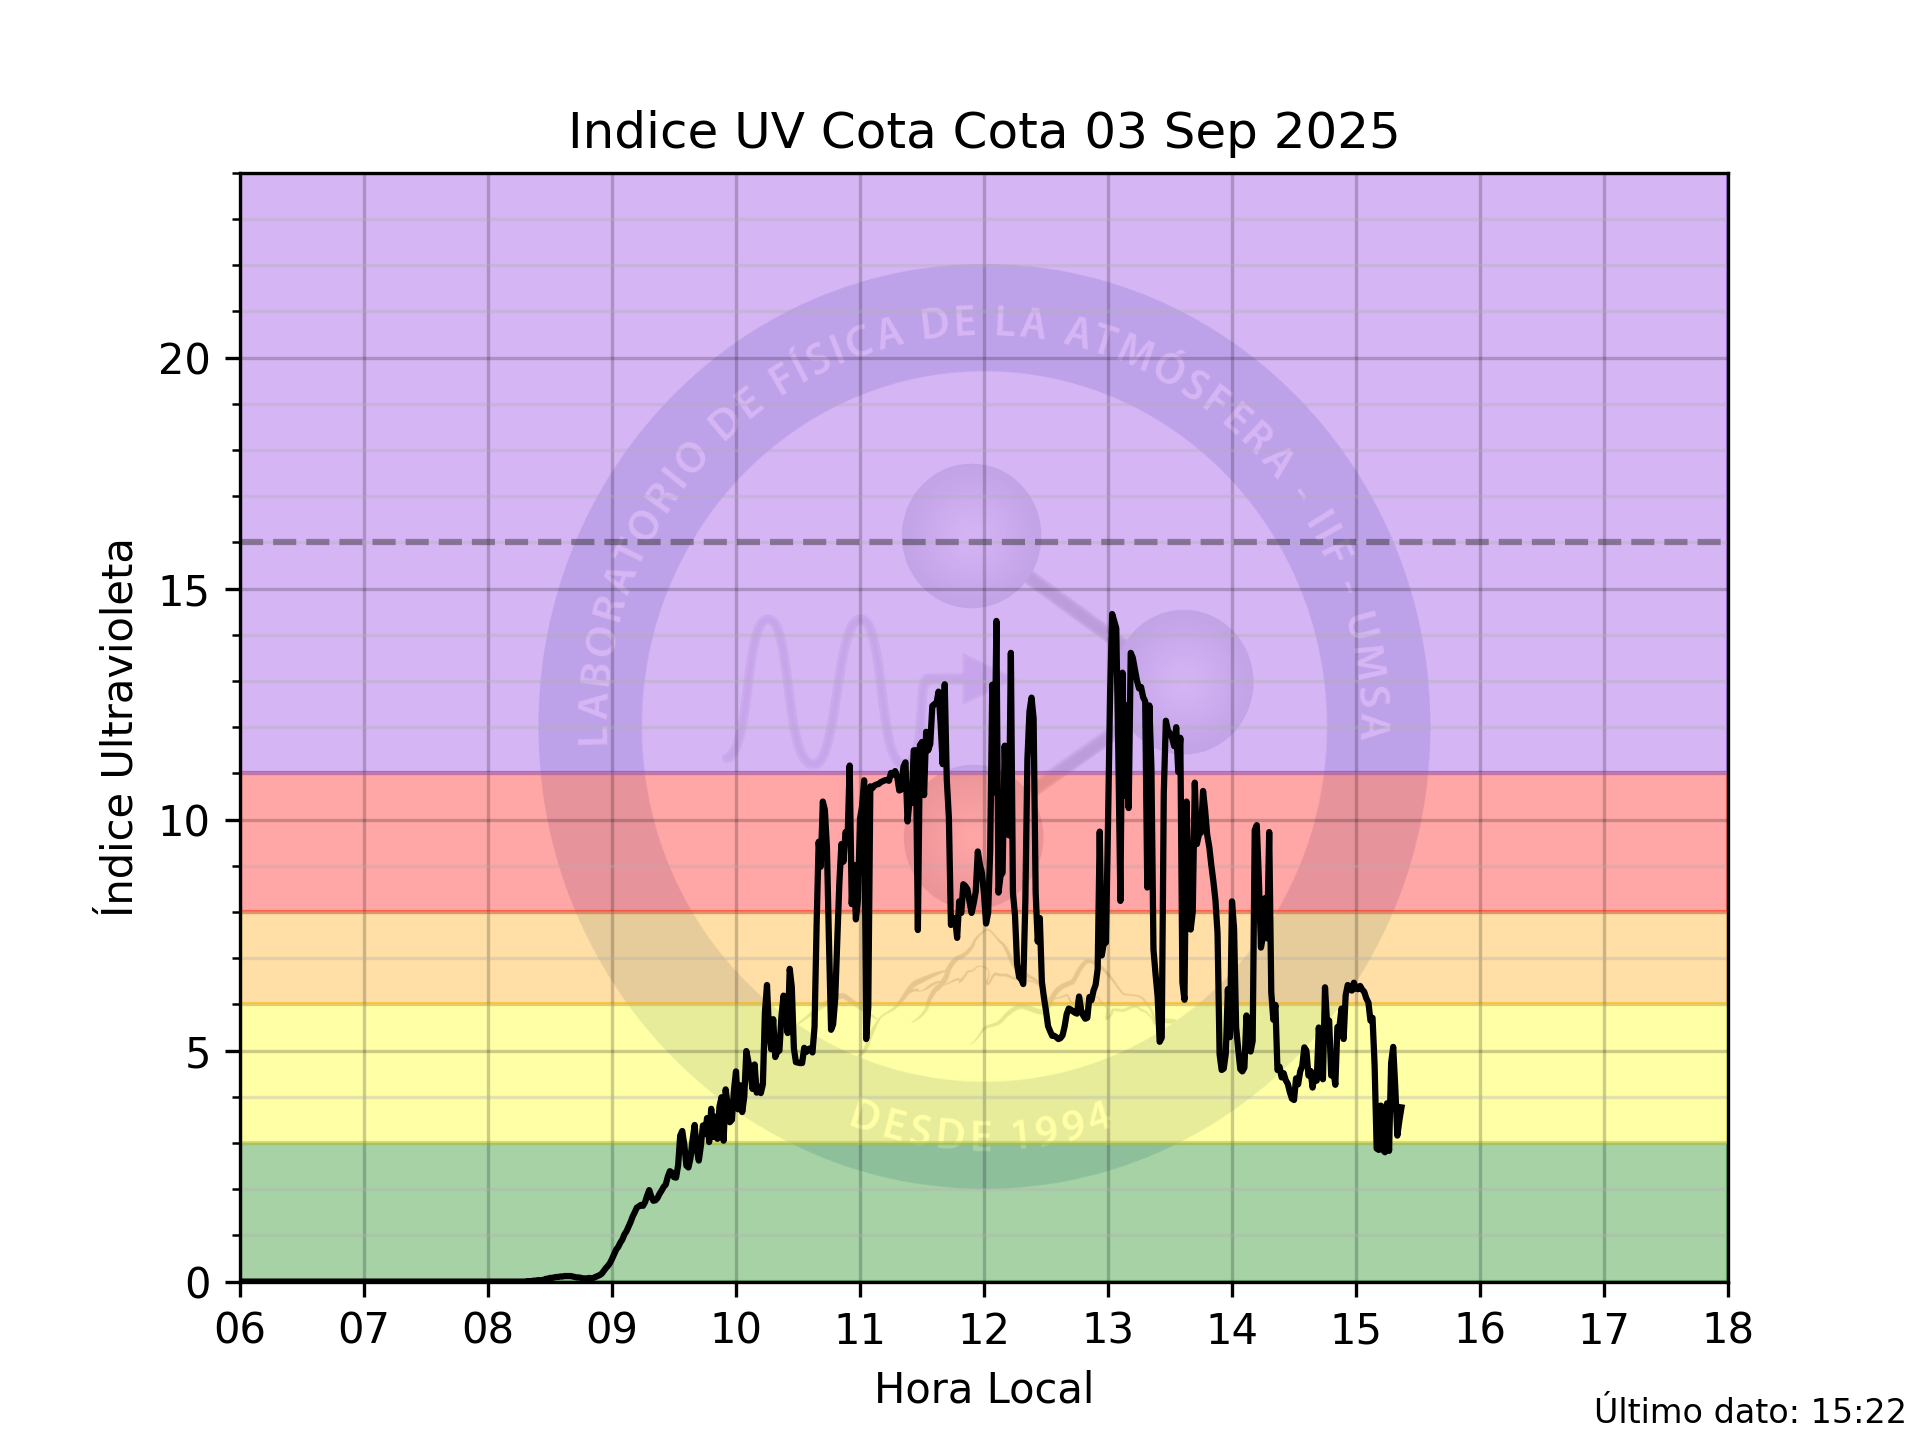 Indice UV Cota Cota 03 Sep 2025
Índice Ultravioleta
20
15
10
5
0
06 07 08 09 10 11 12 13 14 15 16 17 18
Hora Local
Último dato: 15:22
LABORATORIO DE FÍSICA DE LA ATMÓSFERA - IIF - UMSA
DESDE 1994